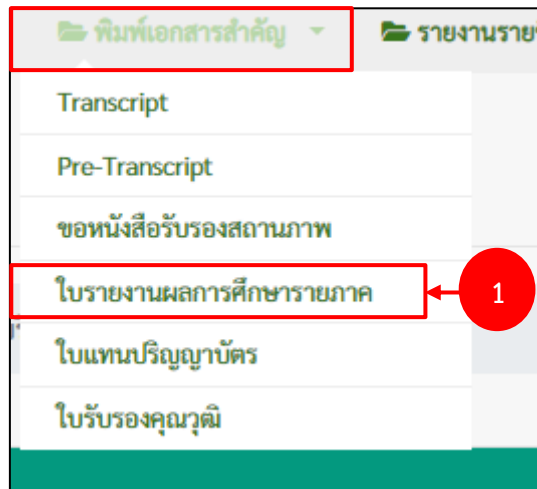 พิมพ์เอกสารสำคัญ รายงานราย
Transcript
Pre-Transcript
ขอหนังสือรับรองสถานภาพ
ใบรายงานผลการศึกษารายภาค 1
ใบแทนปริญญาบัตร
ใบรับรองคุณวุฒิ